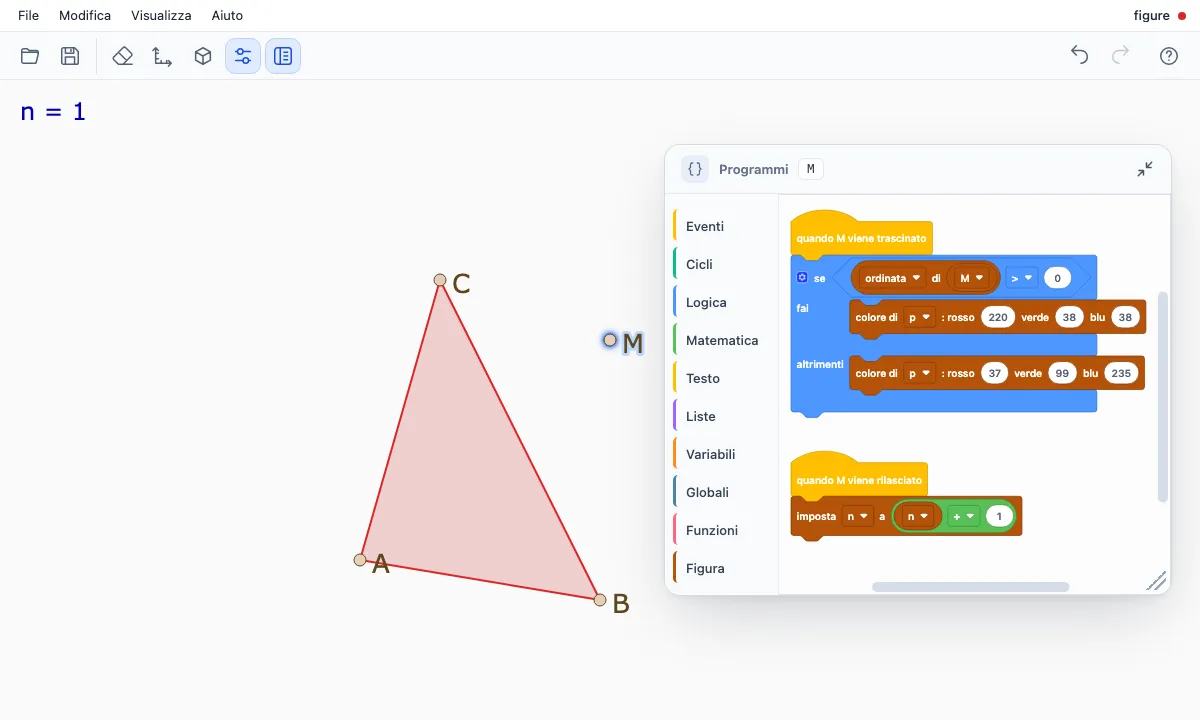 File Modifica Visualizza Aiuto figure
n = 1
{} Programmi M
Eventi
Cicli
Logica
Matematica
Testo
Liste
Variabili
Globali
Funzioni
Figura
quando M viene trascinato
se ordinata di M > 0
fai colore di p : rosso 220 verde 38 blu 38
altrimenti colore di p : rosso 37 verde 99 blu 235
quando M viene rilasciato
imposta n a n + 1
C
M
A
B